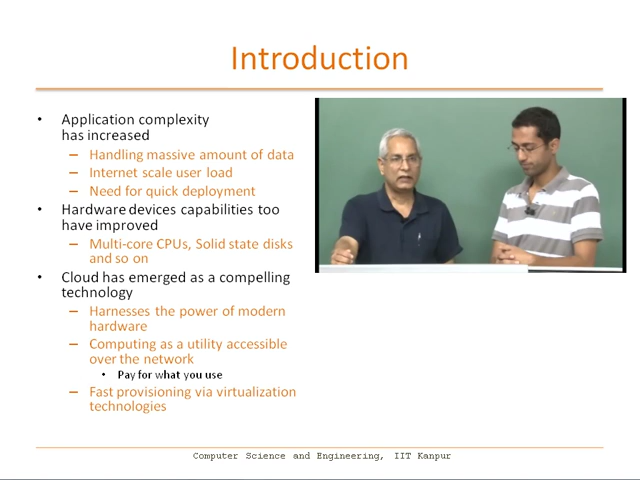 Introduction
• Application complexity
has increased
– Handling massive amount of data
– Internet scale user load
– Need for quick deployment
• Hardware devices capabilities too
have improved
– Multi-core CPUs, Solid state disks
and so on
• Cloud has emerged as a compelling
technology
– Harnesses the power of modern
hardware
– Computing as a utility accessible
over the network
• Pay for what you use
– Fast provisioning via virtualization
technologies
Computer Science and Engineering, IIT Kanpur